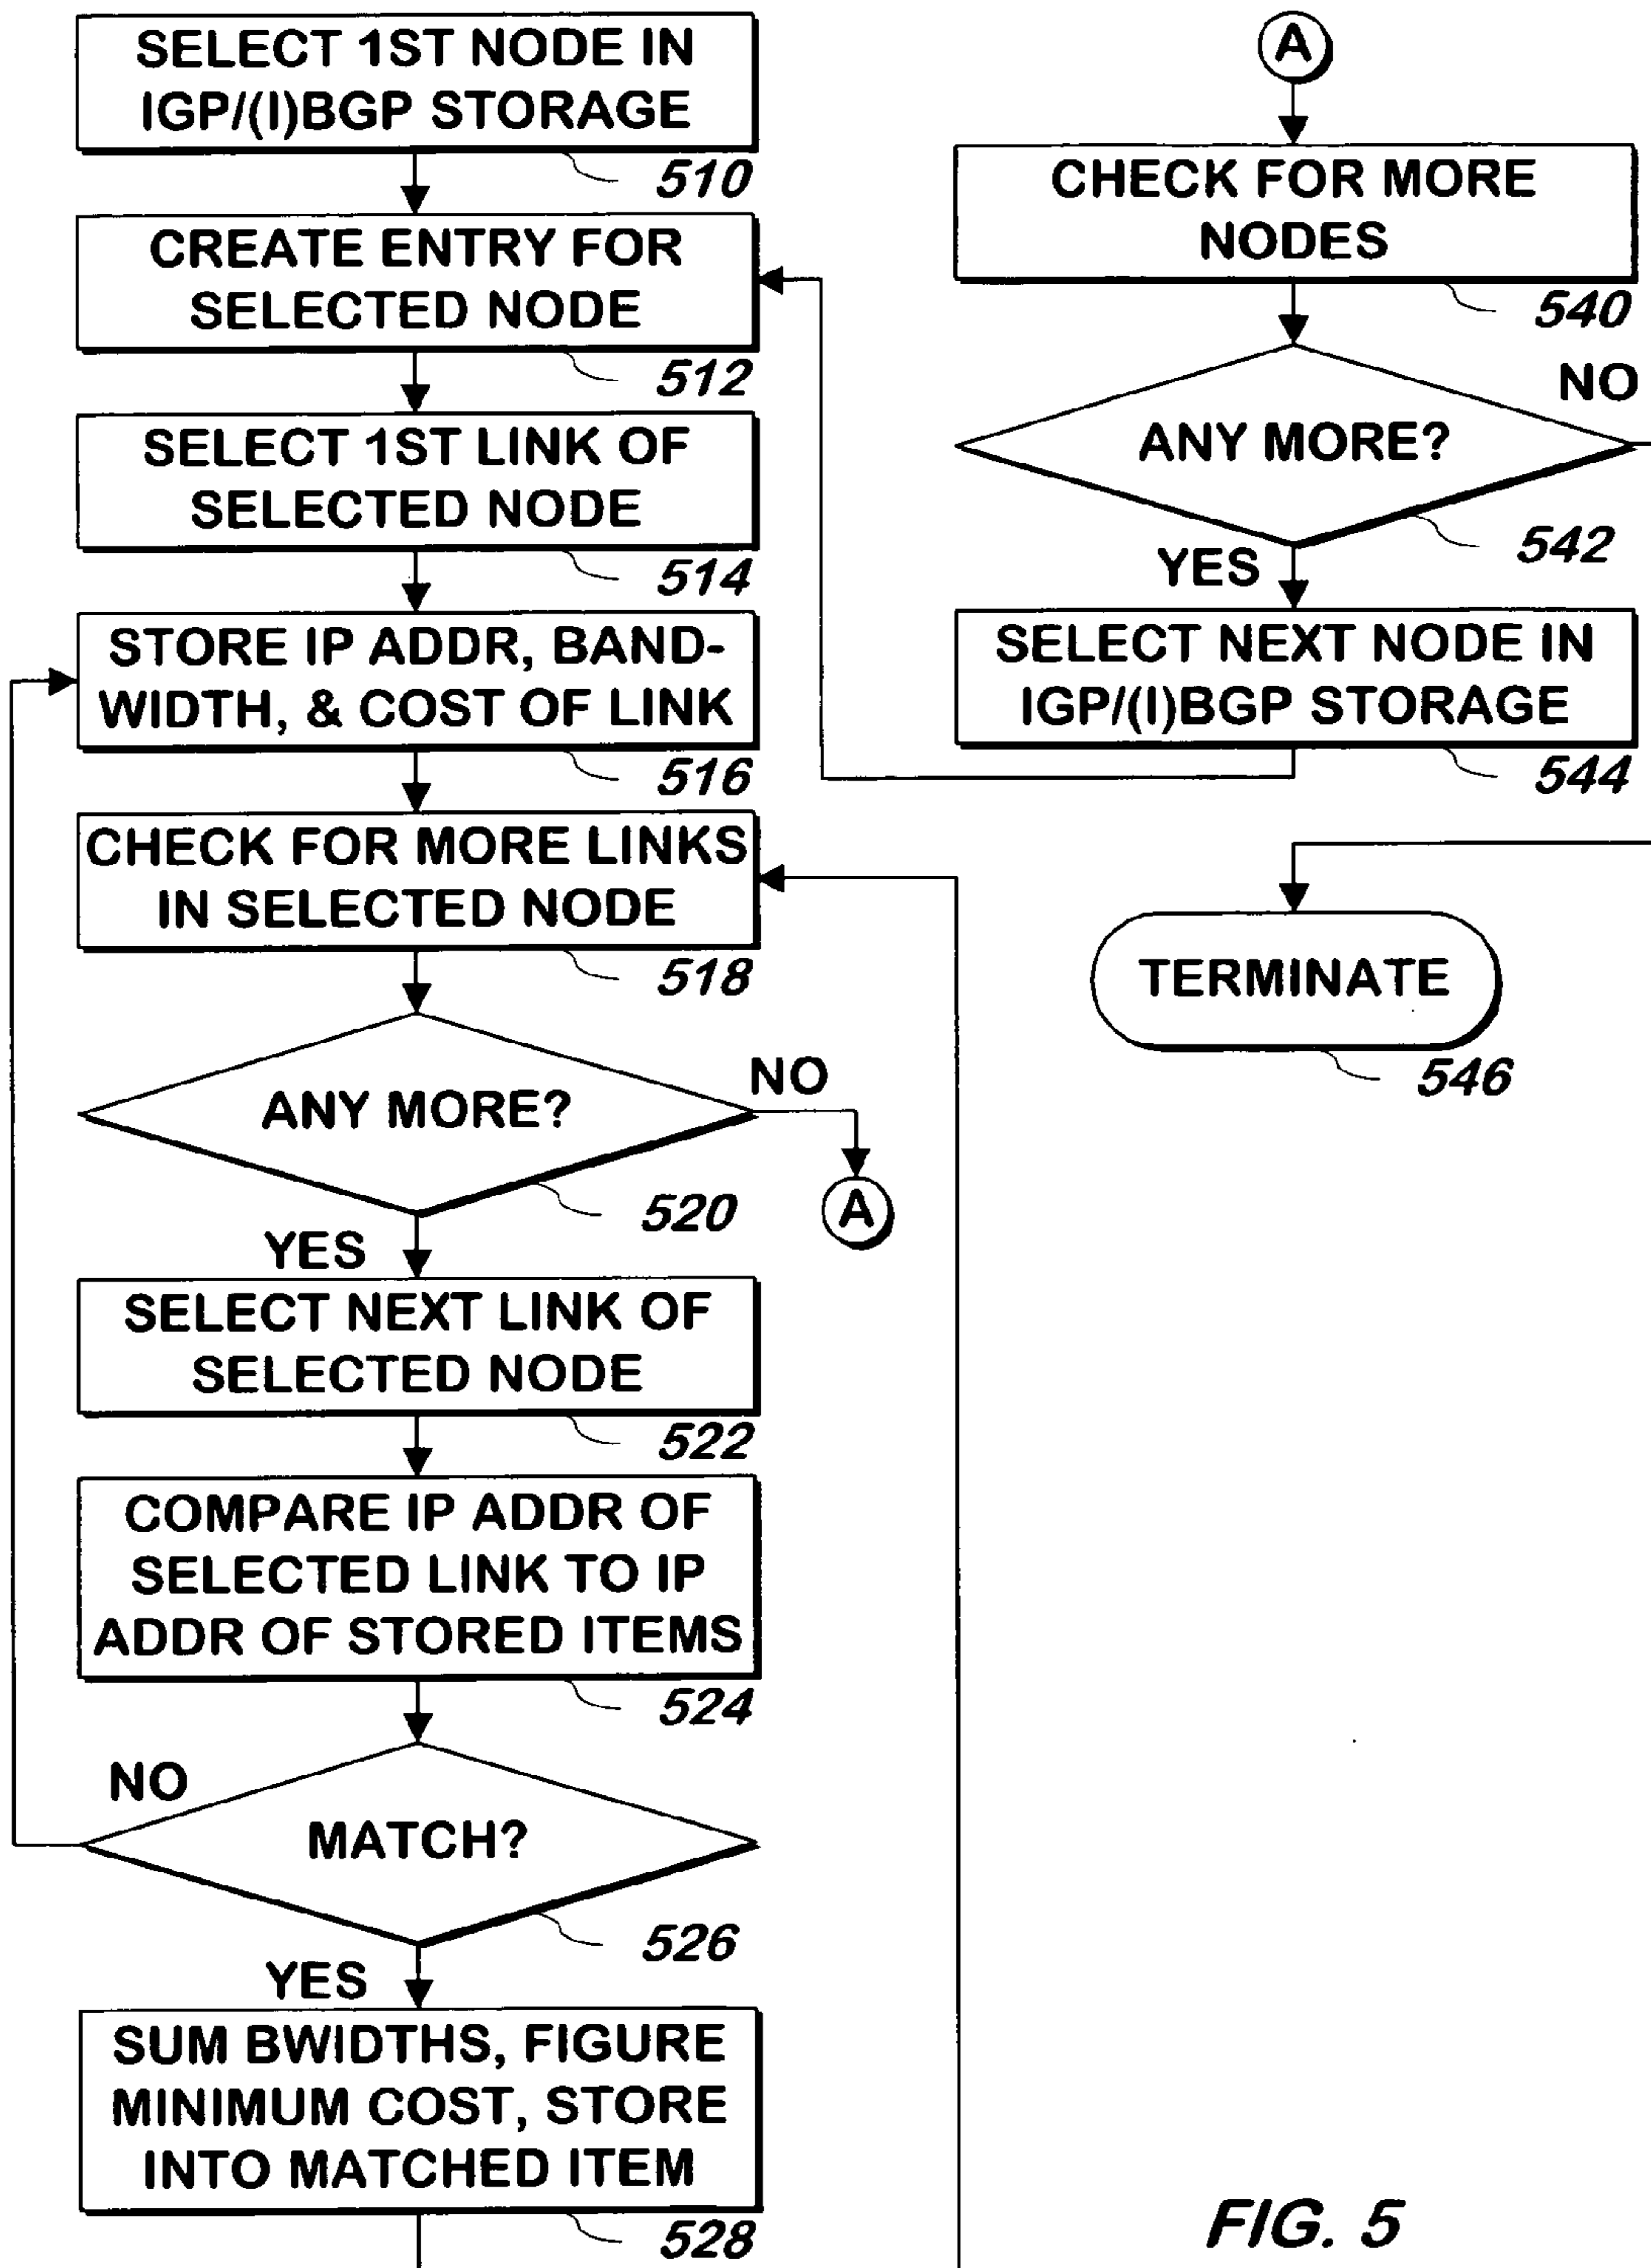 SELECT 1ST NODE IN
IGP/(I)BGP STORAGE
510
CREATE ENTRY FOR
SELECTED NODE
512
SELECT 1ST LINK OF
SELECTED NODE
514
STORE IP ADDR, BAND-
WIDTH, & COST OF LINK
516
CHECK FOR MORE LINKS
IN SELECTED NODE
518
ANY MORE?
NO
A
520
YES
SELECT NEXT LINK OF
SELECTED NODE
522
COMPARE IP ADDR OF
SELECTED LINK TO IP
ADDR OF STORED ITEMS
524
NO
MATCH?
526
YES
SUM BWIDTHS, FIGURE
MINIMUM COST, STORE
INTO MATCHED ITEM
528
A
CHECK FOR MORE
NODES
540
NO
ANY MORE?
542
YES
SELECT NEXT NODE IN
IGP/(I)BGP STORAGE
544
TERMINATE
546
FIG. 5